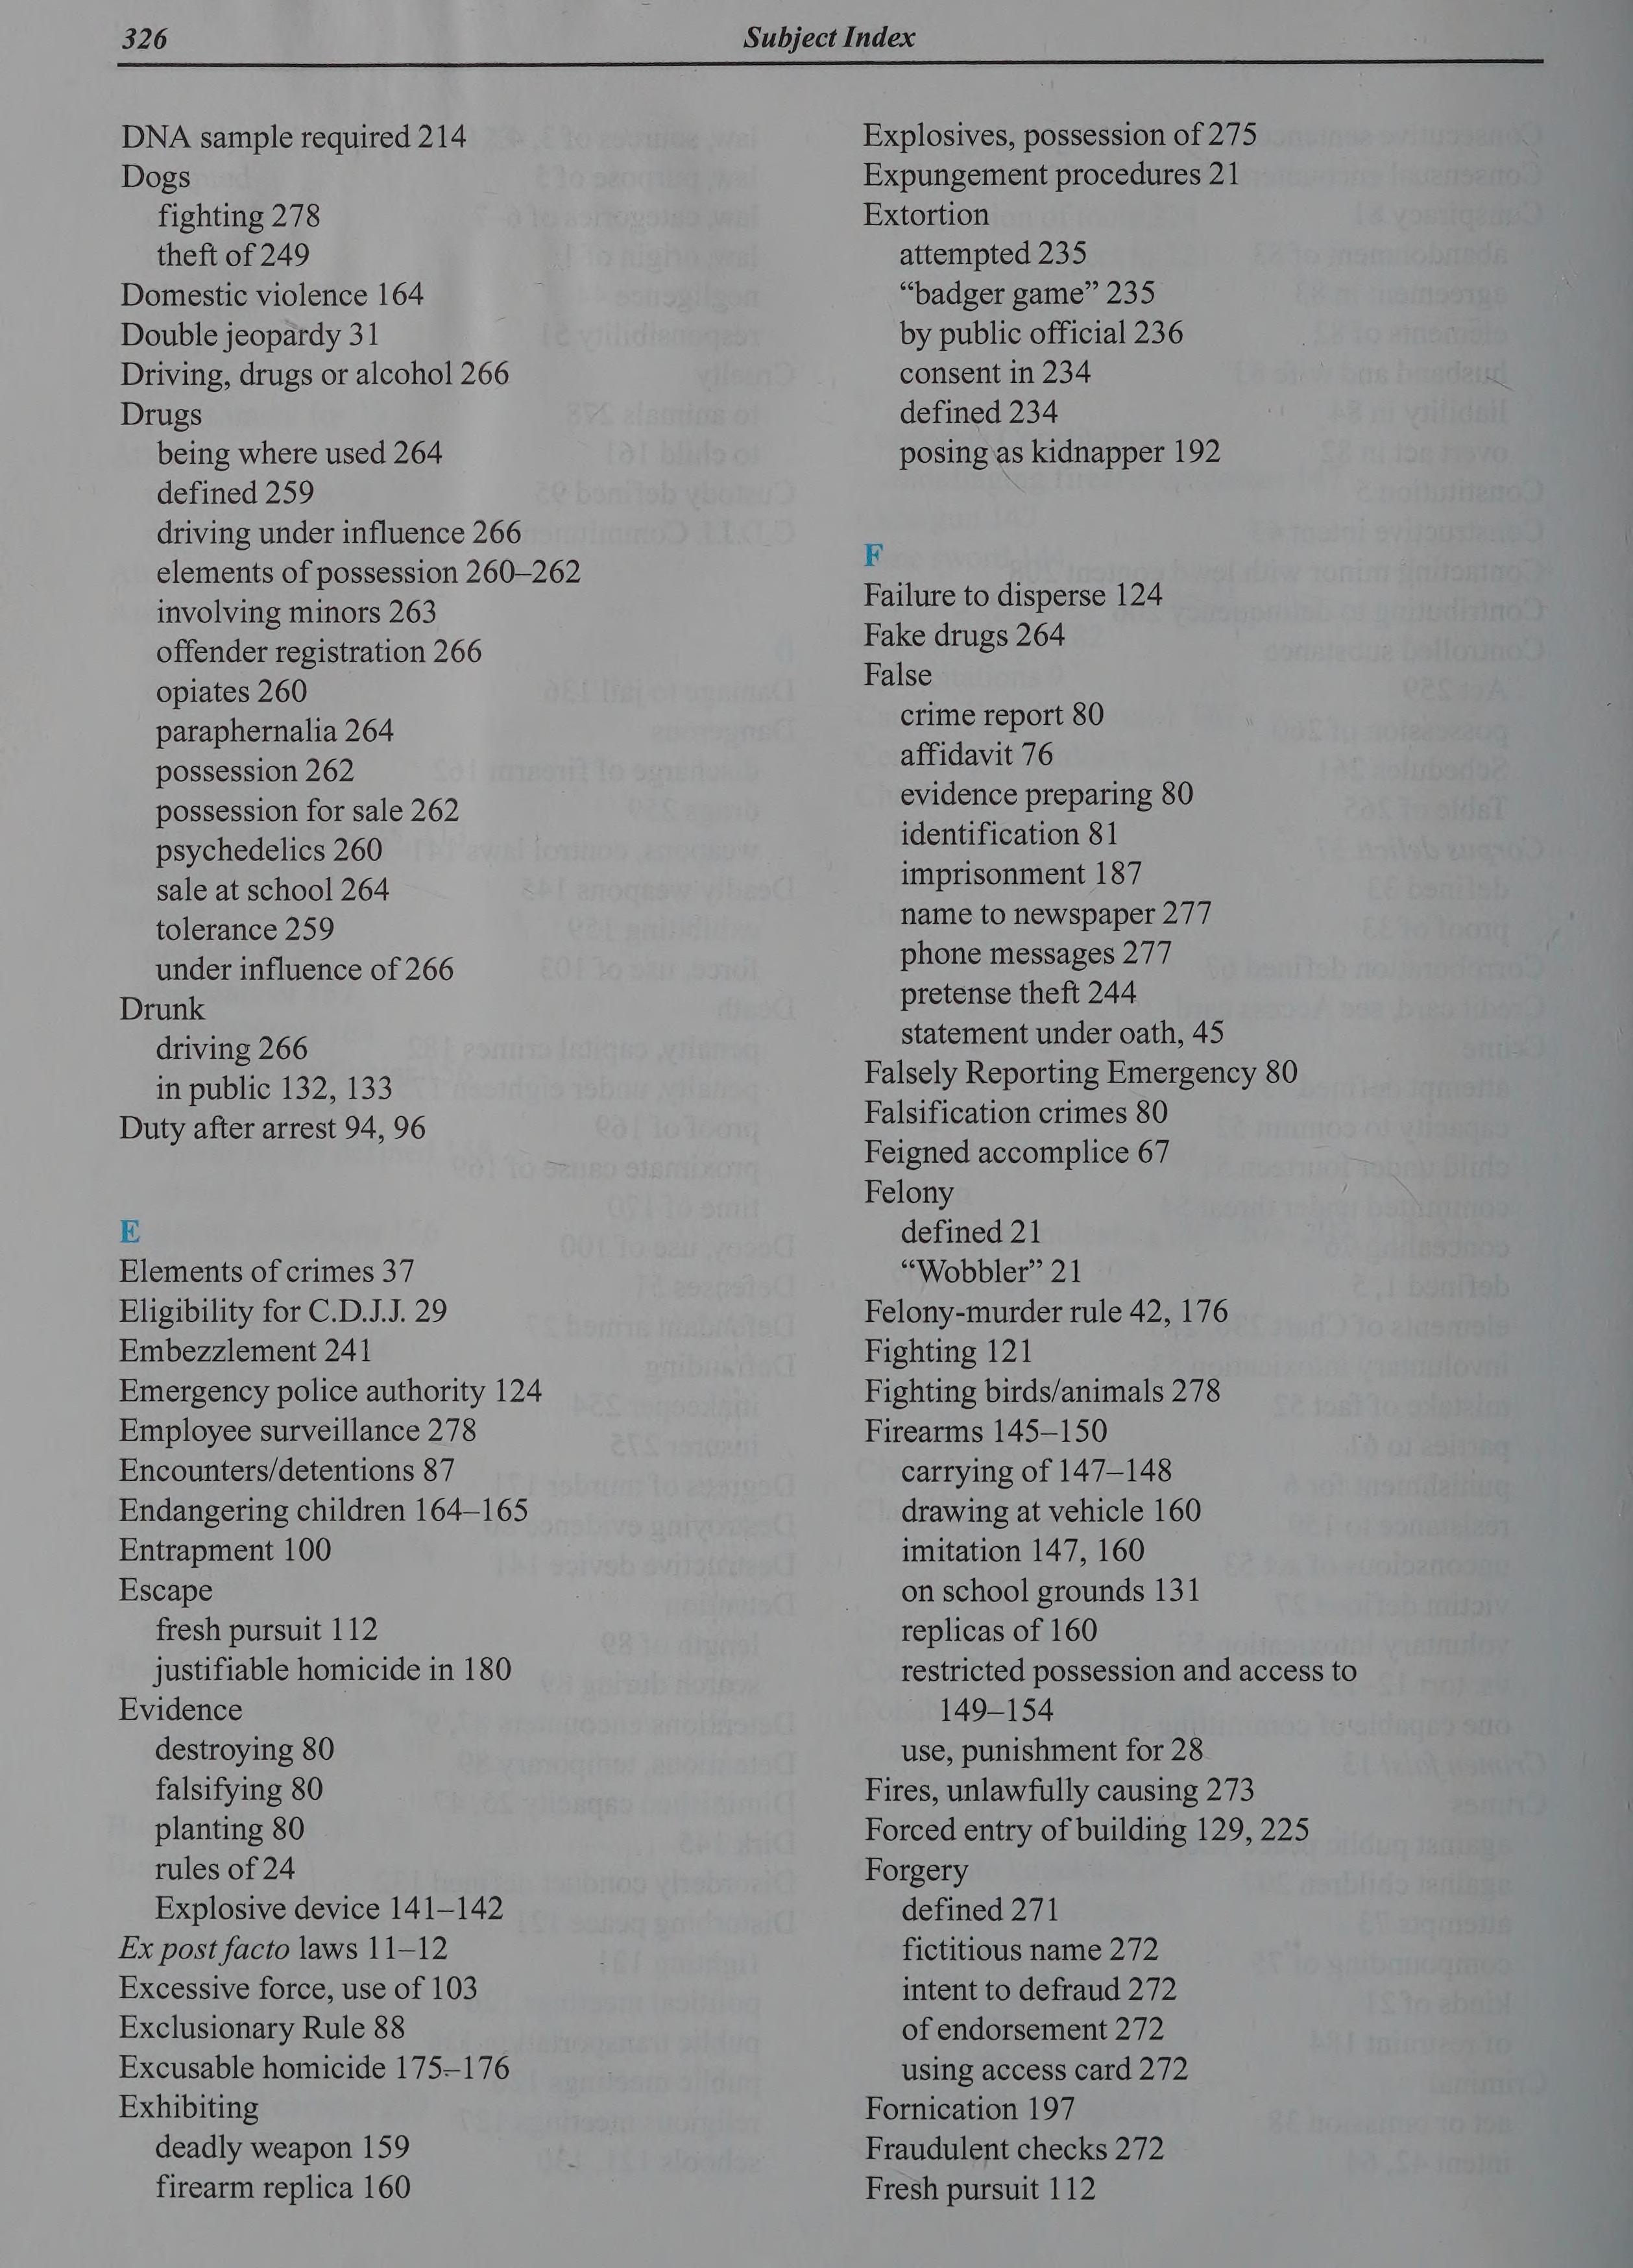 326
Subject Index
DNA sample required 214
Dogs
fighting 278
theft of 249
Domestic violence 164
Double jeopardy 31
Driving, drugs or alcohol 266
Drugs
being where used 264
defined 259
driving under influence 266
elements of possession 260–262
involving minors 263
offender registration 266
opiates 260
paraphernalia 264
possession 262
possession for sale 262
psychedelics 260
sale at school 264
tolerance 259
under influence of 266
Drunk
driving 266
in public 132, 133
Duty after arrest 94, 96
E
Elements of crimes 37
Eligibility for C.D.J.J. 29
Embezzlement 241
Emergency police authority 124
Employee surveillance 278
Encounters/detentions 87
Endangering children 164–165
Entrapment 100
Escape
fresh pursuit 112
justifiable homicide in 180
Evidence
destroying 80
falsifying 80
planting 80
rules of 24
Explosive device 141–142
Ex post facto laws 11–12
Excessive force, use of 103
Exclusionary Rule 88
Excusable homicide 175–176
Exhibiting
deadly weapon 159
firearm replica 160
Explosives, possession of 275
Expungement procedures 21
Extortion
attempted 235
“badger game” 235
by public official 236
consent in 234
defined 234
posing as kidnapper 192
F
Failure to disperse 124
Fake drugs 264
False
crime report 80
affidavit 76
evidence preparing 80
identification 81
imprisonment 187
name to newspaper 277
phone messages 277
pretense theft 244
statement under oath, 45
Falsely Reporting Emergency 80
Falsification crimes 80
Feigned accomplice 67
Felony
defined 21
“Wobbler” 21
Felony-murder rule 42, 176
Fighting 121
Fighting birds/animals 278
Firearms 145–150
carrying of 147–148
drawing at vehicle 160
imitation 147, 160
on school grounds 131
replicas of 160
restricted possession and access to
149–154
use, punishment for 28
Fires, unlawfully causing 273
Forced entry of building 129, 225
Forgery
defined 271
fictitious name 272
intent to defraud 272
of endorsement 272
using access card 272
Fornication 197
Fraudulent checks 272
Fresh pursuit 112